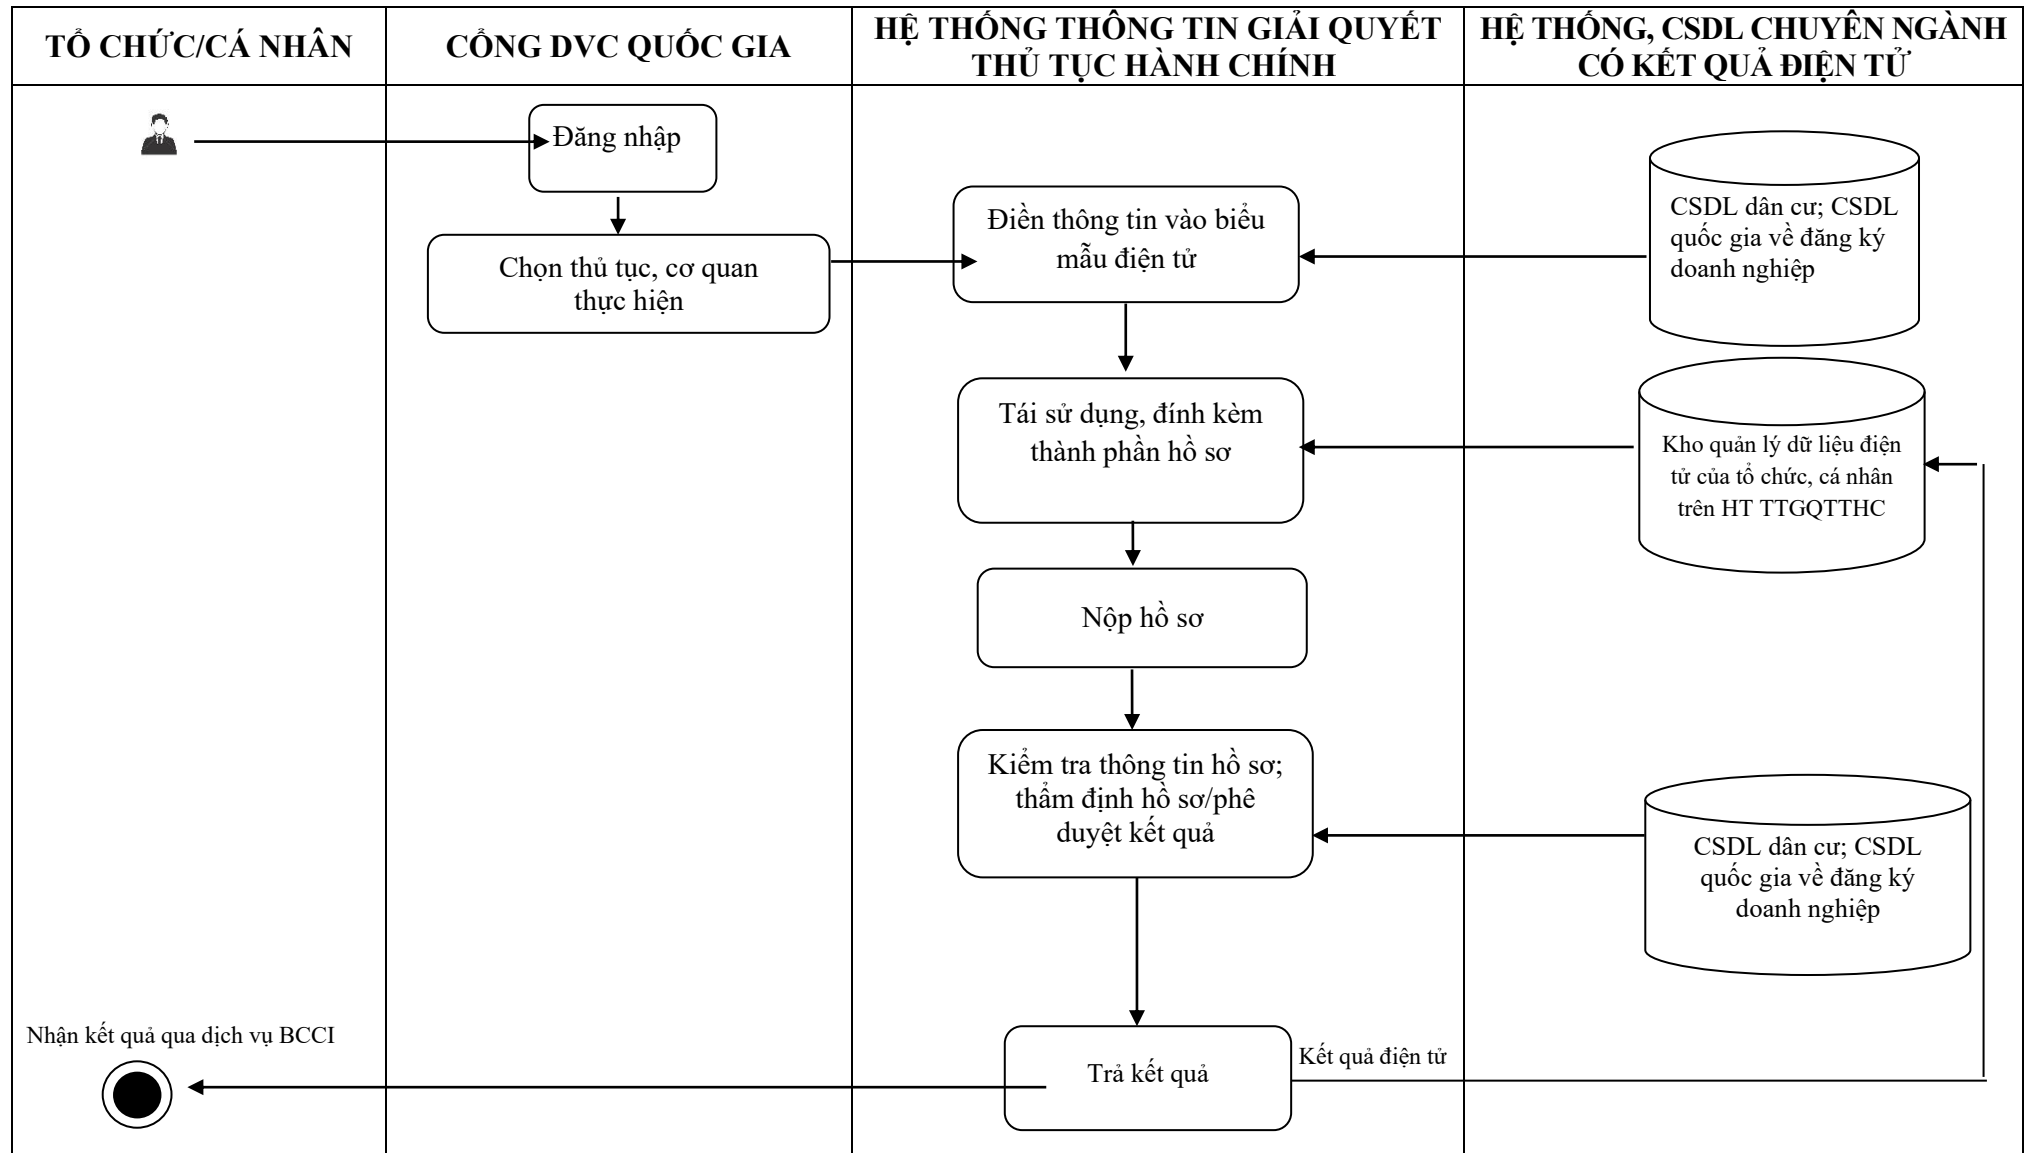 TỔ CHỨC/CÁ NHÂN
CỔNG DVC QUỐC GIA
HỆ THỐNG THÔNG TIN GIẢI QUYẾT
THỦ TỤC HÀNH CHÍNH
HỆ THỐNG, CSDL CHUYÊN NGÀNH
CÓ KẾT QUẢ ĐIỆN TỬ
Đăng nhập
Chọn thủ tục, cơ quan
thực hiện
Điền thông tin vào biểu
mẫu điện tử
CSDL dân cư; CSDL
quốc gia về đăng ký
doanh nghiệp
Tái sử dụng, đính kèm
thành phần hồ sơ
Kho quản lý dữ liệu điện
tử của tổ chức, cá nhân
trên HT TTGQTTHC
Nộp hồ sơ
Kiểm tra thông tin hồ sơ;
thẩm định hồ sơ/phê
duyệt kết quả
CSDL dân cư; CSDL
quốc gia về đăng ký
doanh nghiệp
Nhận kết quả qua dịch vụ BCCI
Trả kết quả
Kết quả điện tử